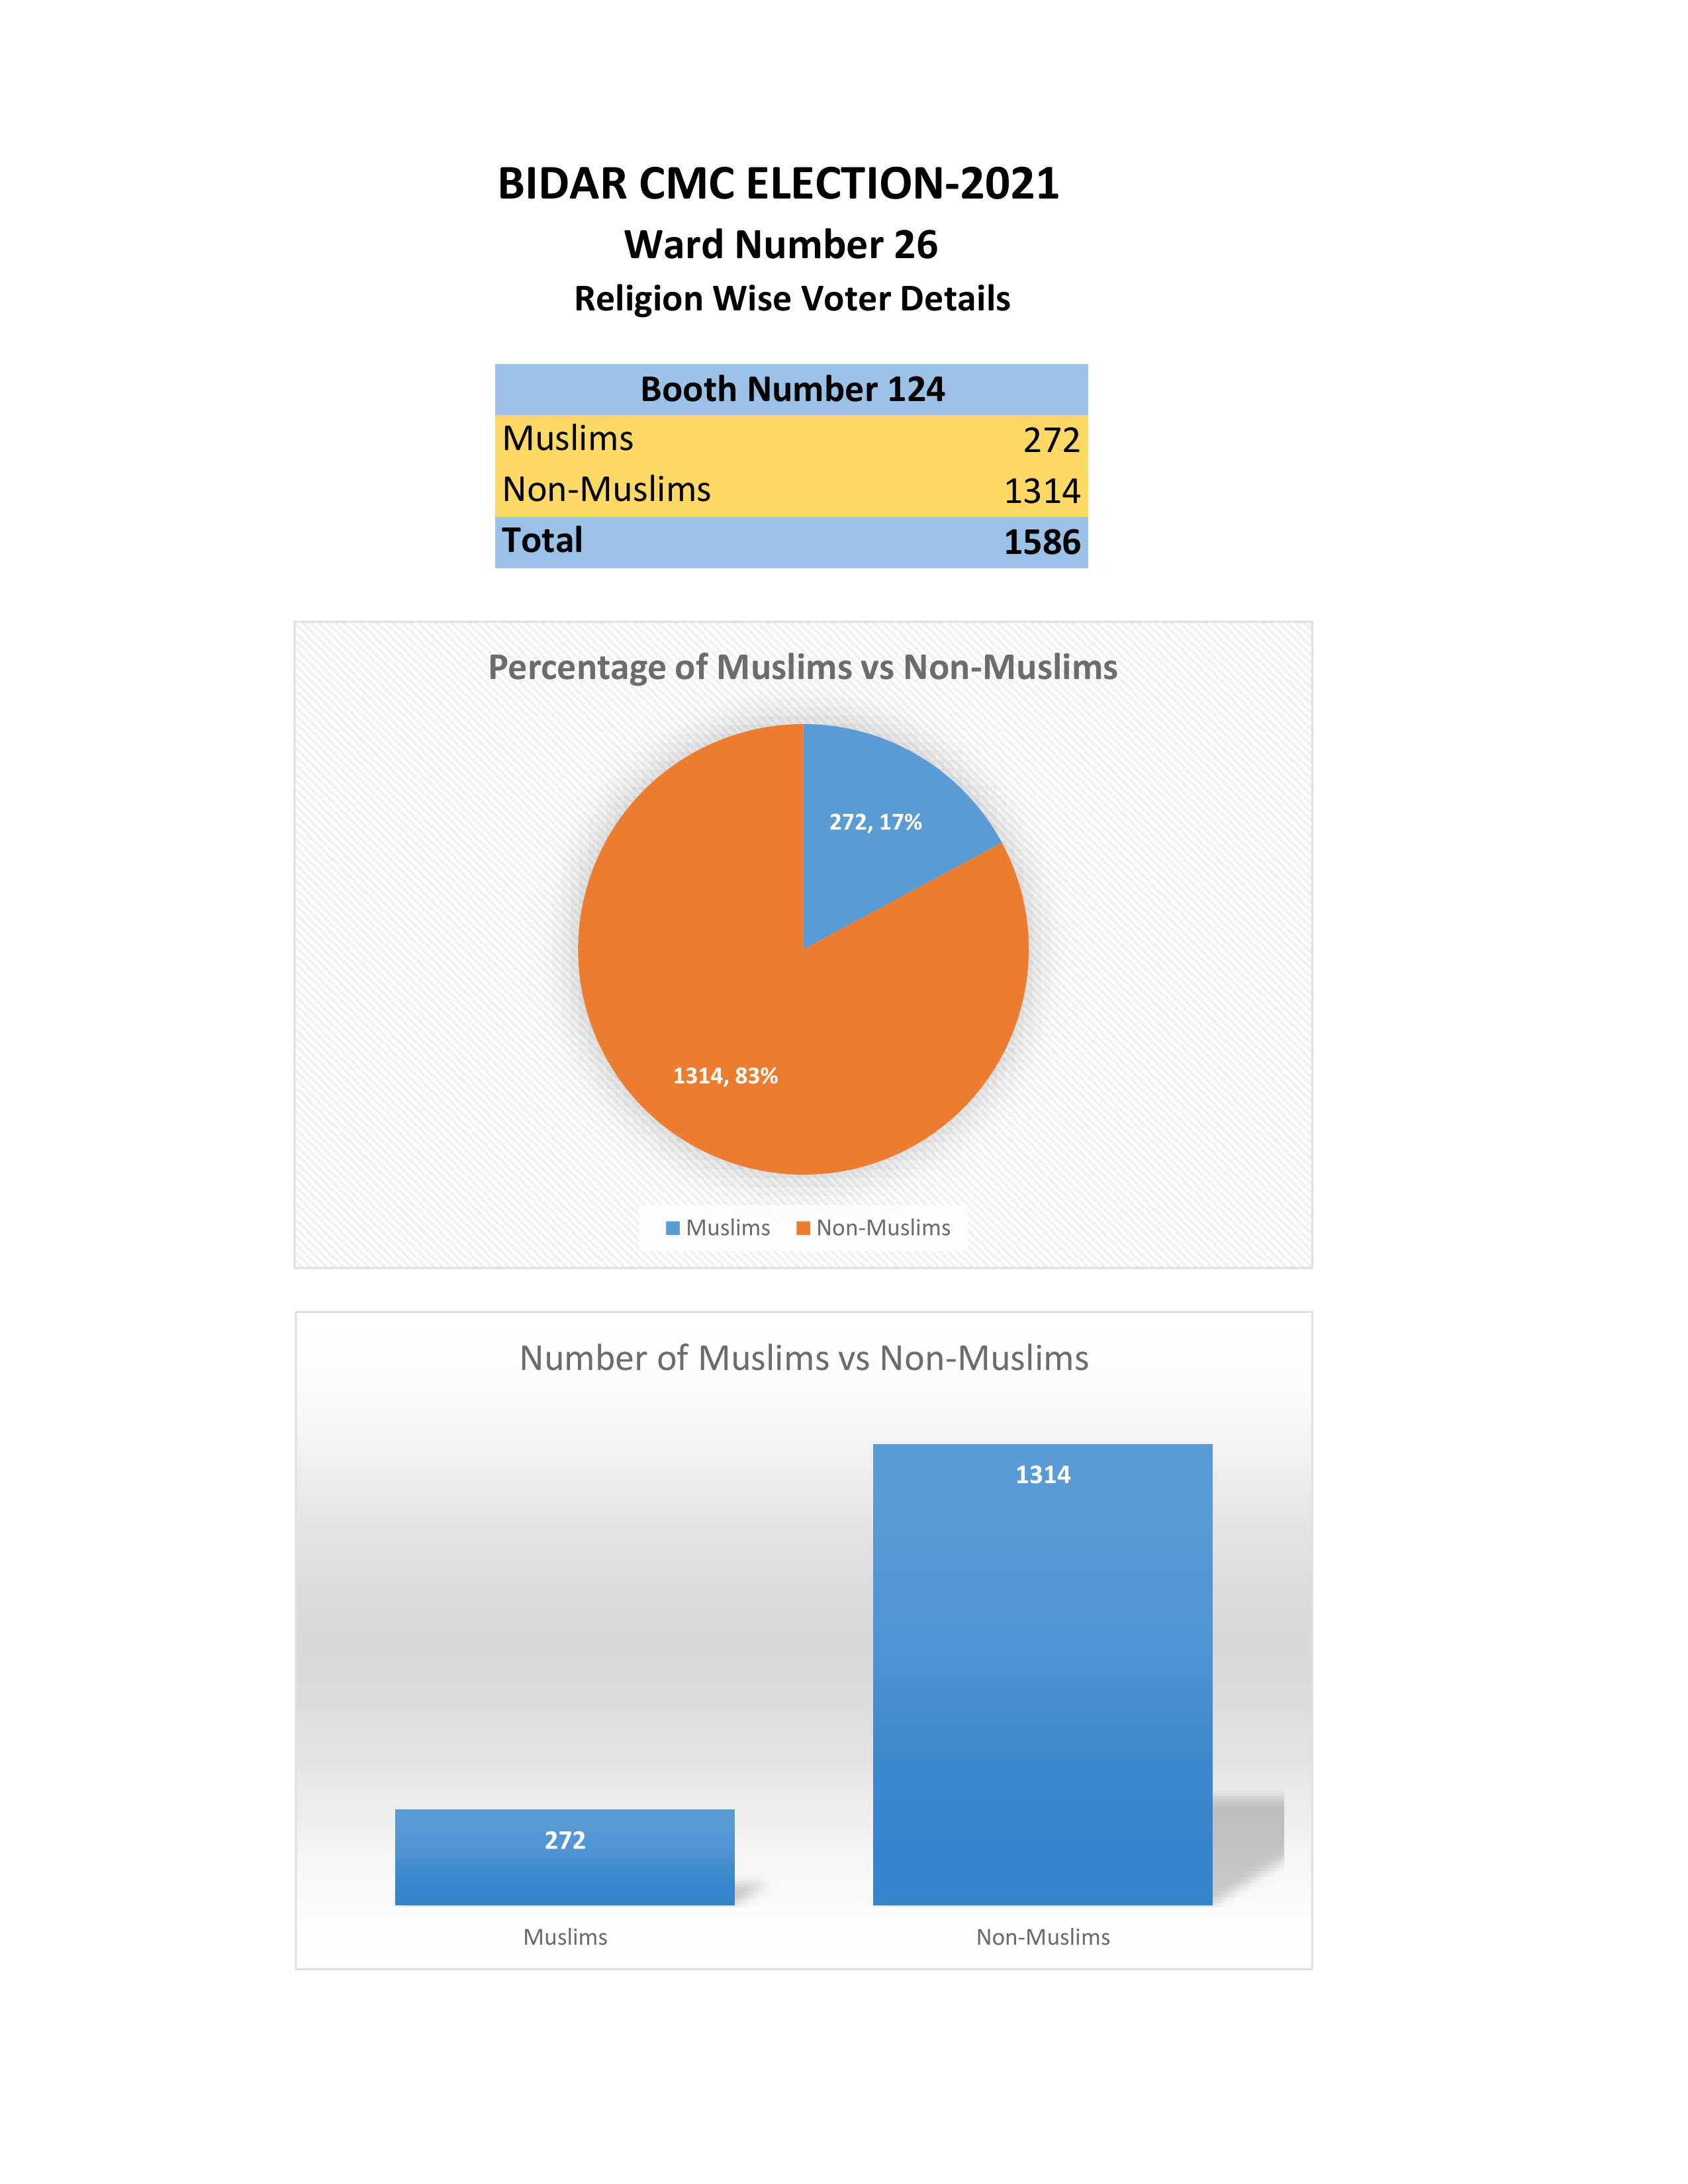 BIDAR CMC ELECTION-2021
Ward Number 26
Religion Wise Voter Details
Booth Number 124
Muslims 272
Non-Muslims 1314
Total 1586
Percentage of Muslims vs Non-Muslims
272, 17%
1314, 83%
Muslims Non-Muslims
Number of Muslims vs Non-Muslims
1314
272
Muslims Non-Muslims